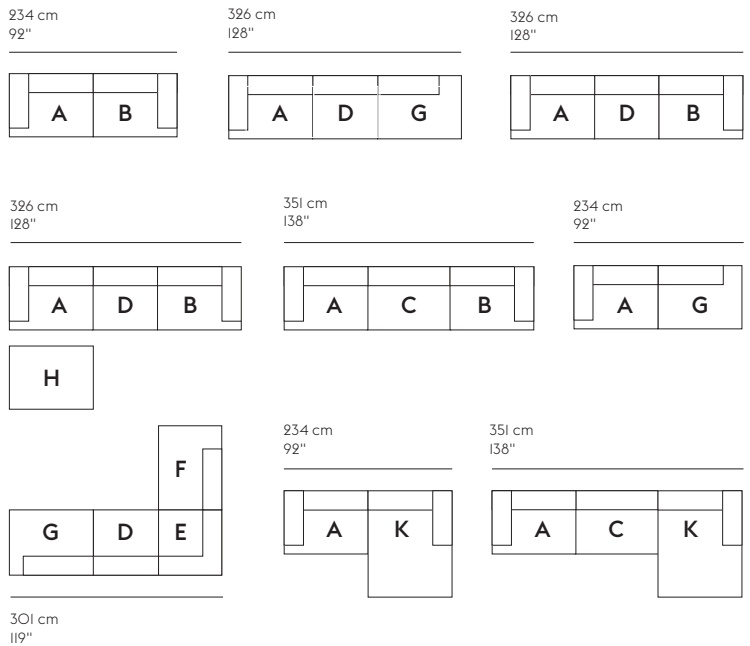 234 cm
92"
326 cm
128"
326 cm
128"
A B
A D G
A D B
326 cm
128"
351 cm
138"
234 cm
92"
A D B
A C B
A G
H
234 cm
92"
351 cm
138"
F
G D E
A K
A C K
301 cm
119"